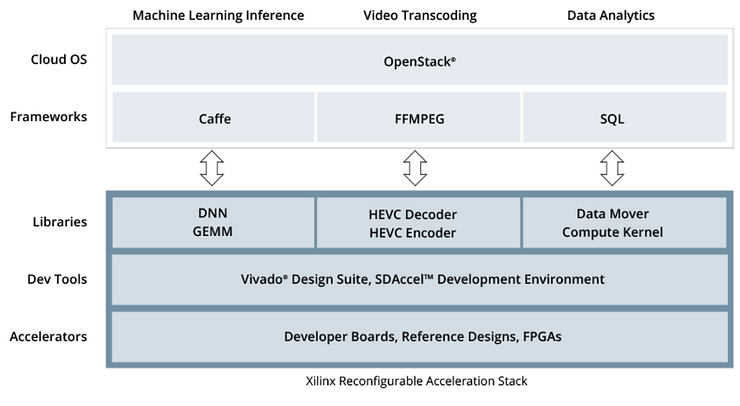 Machine Learning Inference
Video Transcoding
Data Analytics
Cloud OS
OpenStack®
Frameworks
Caffe
FFMPEG
SQL
Libraries
DNN
GEMM
HEVC Decoder
HEVC Encoder
Data Mover
Compute Kernel
Dev Tools
Vivado® Design Suite, SDAccel™ Development Environment
Accelerators
Developer Boards, Reference Designs, FPGAs
Xilinx Reconfigurable Acceleration Stack